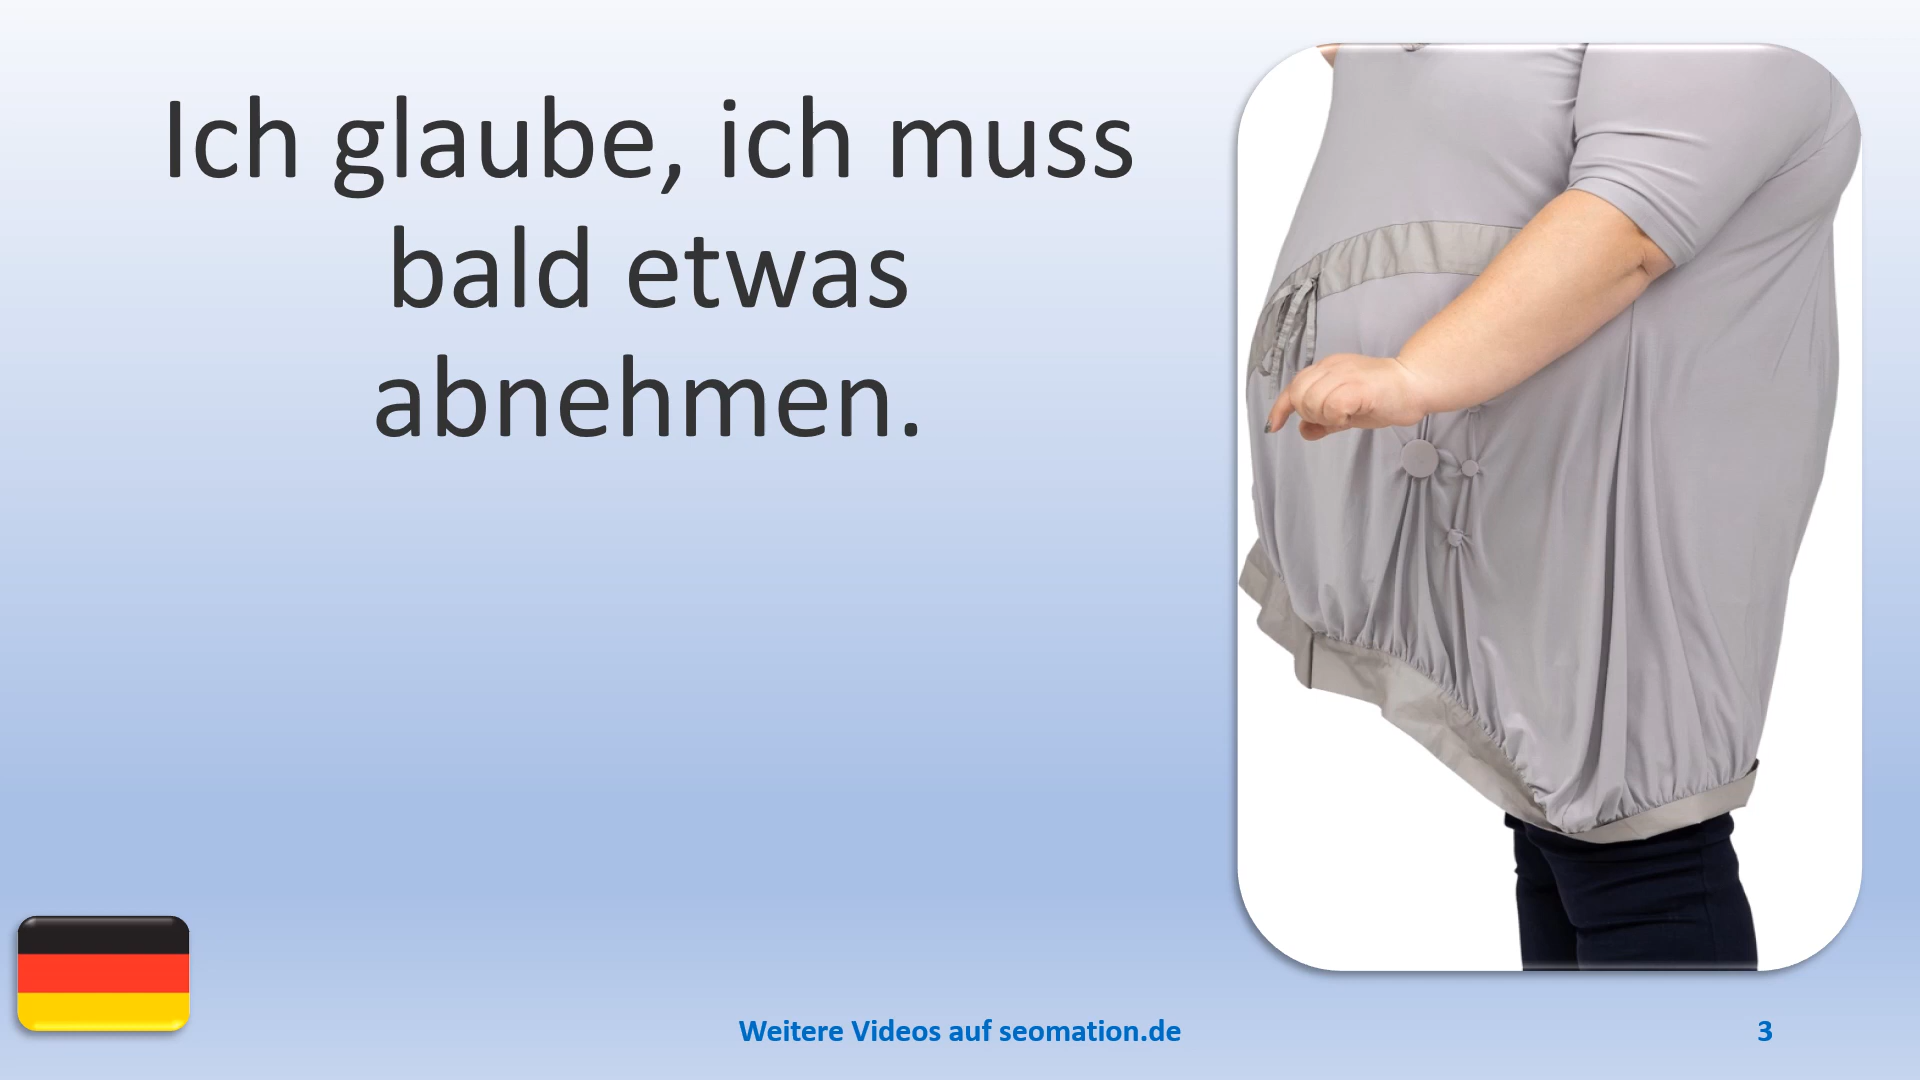 Ich glaube, ich muss
bald etwas
abnehmen.
Weitere Videos auf seomation.de
3